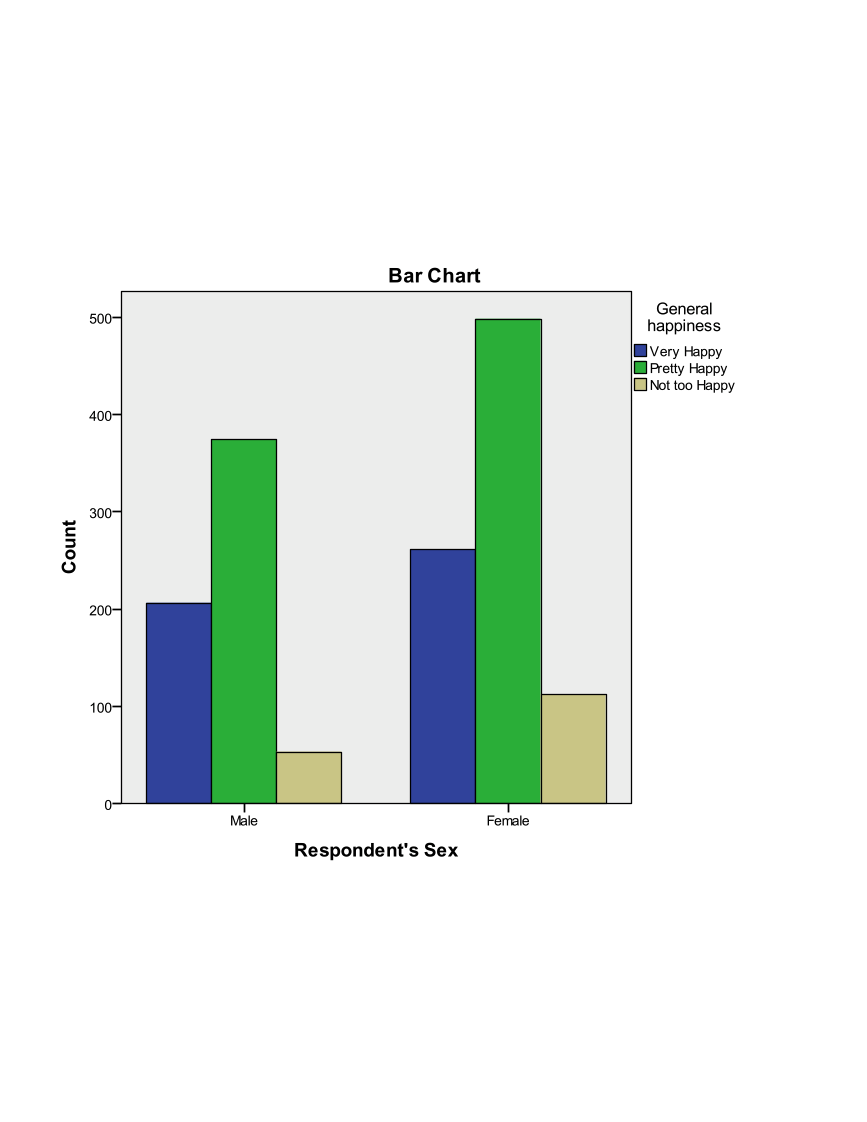 Bar Chart
General
happiness
Very Happy
Pretty Happy
Not too Happy
500
400
300
200
100
0
Count
Male
Female
Respondent's Sex